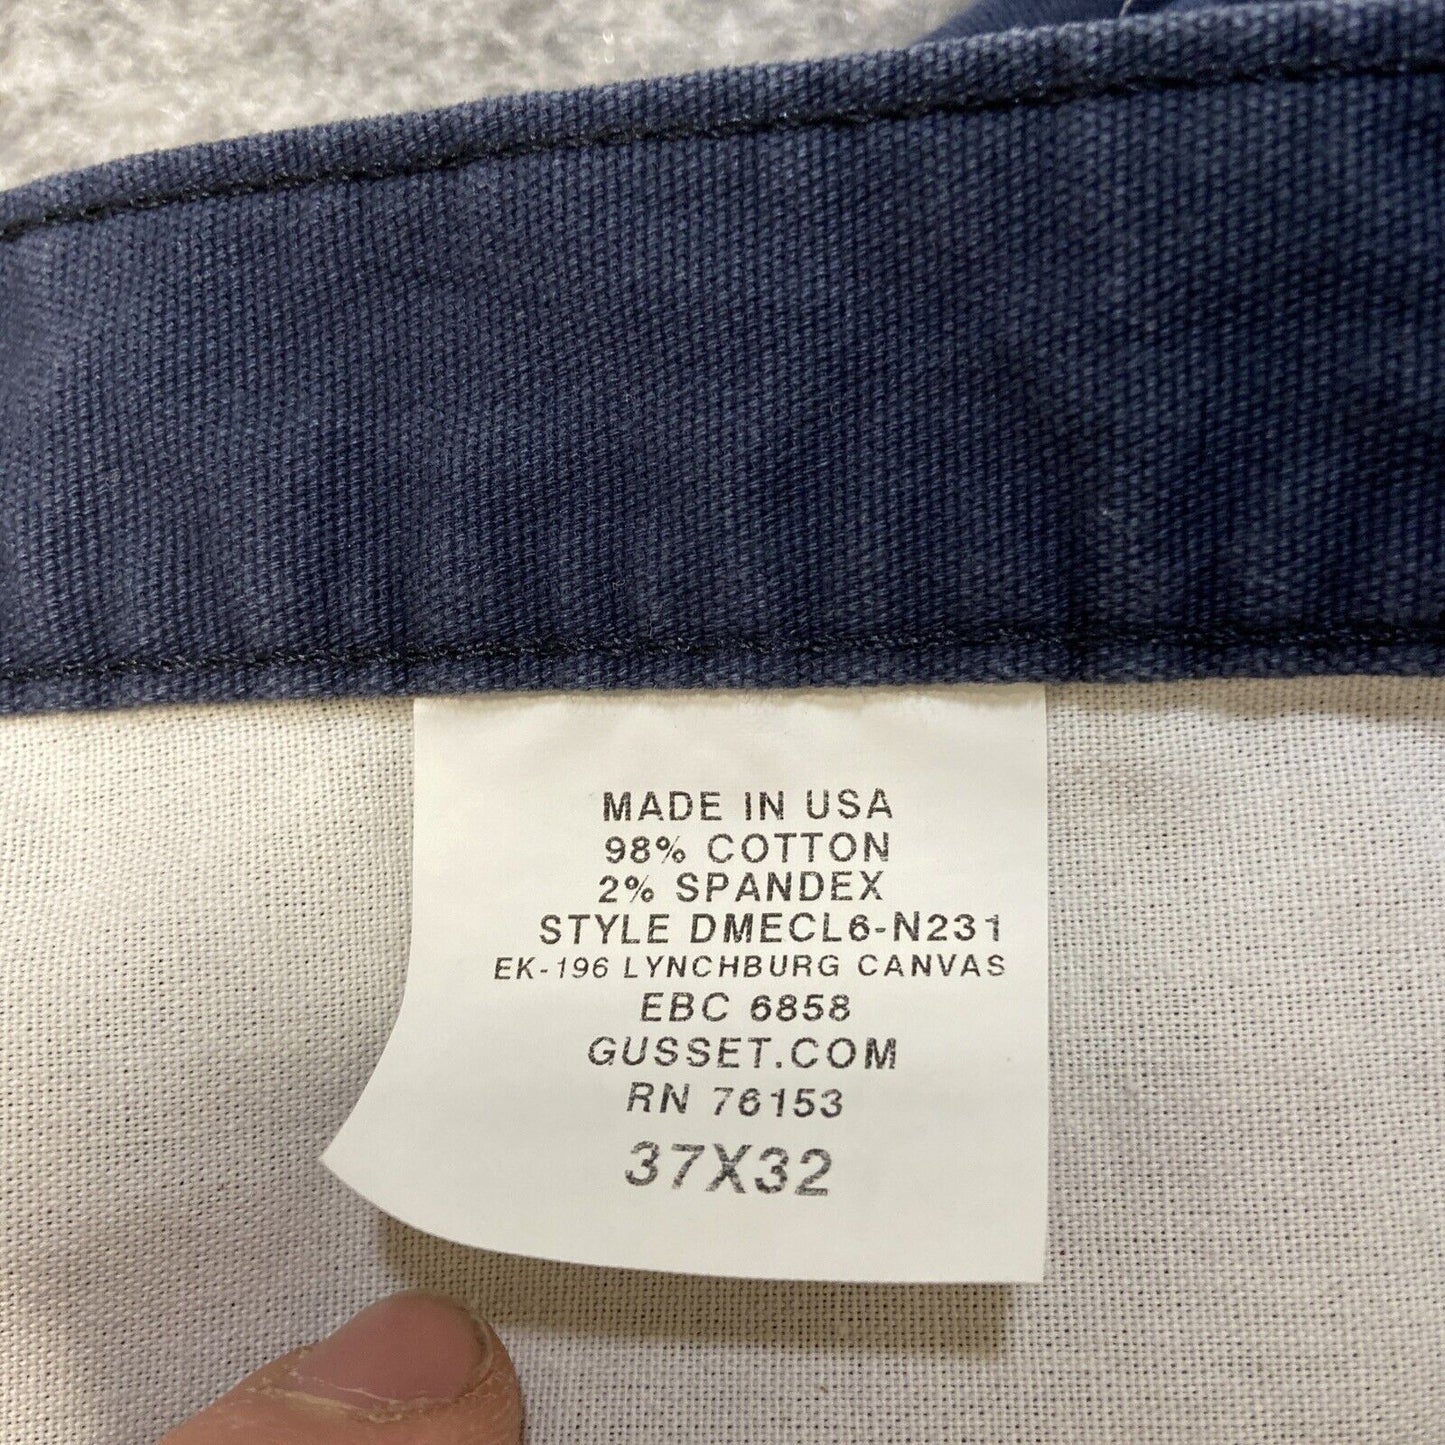 MADE IN USA
98% COTTON
2% SPANDEX
STYLE DMECL6-N231
EK-196 LYNCHBURG CANVAS
EBC 6858
GUSSET.COM
RN 76153
37X32